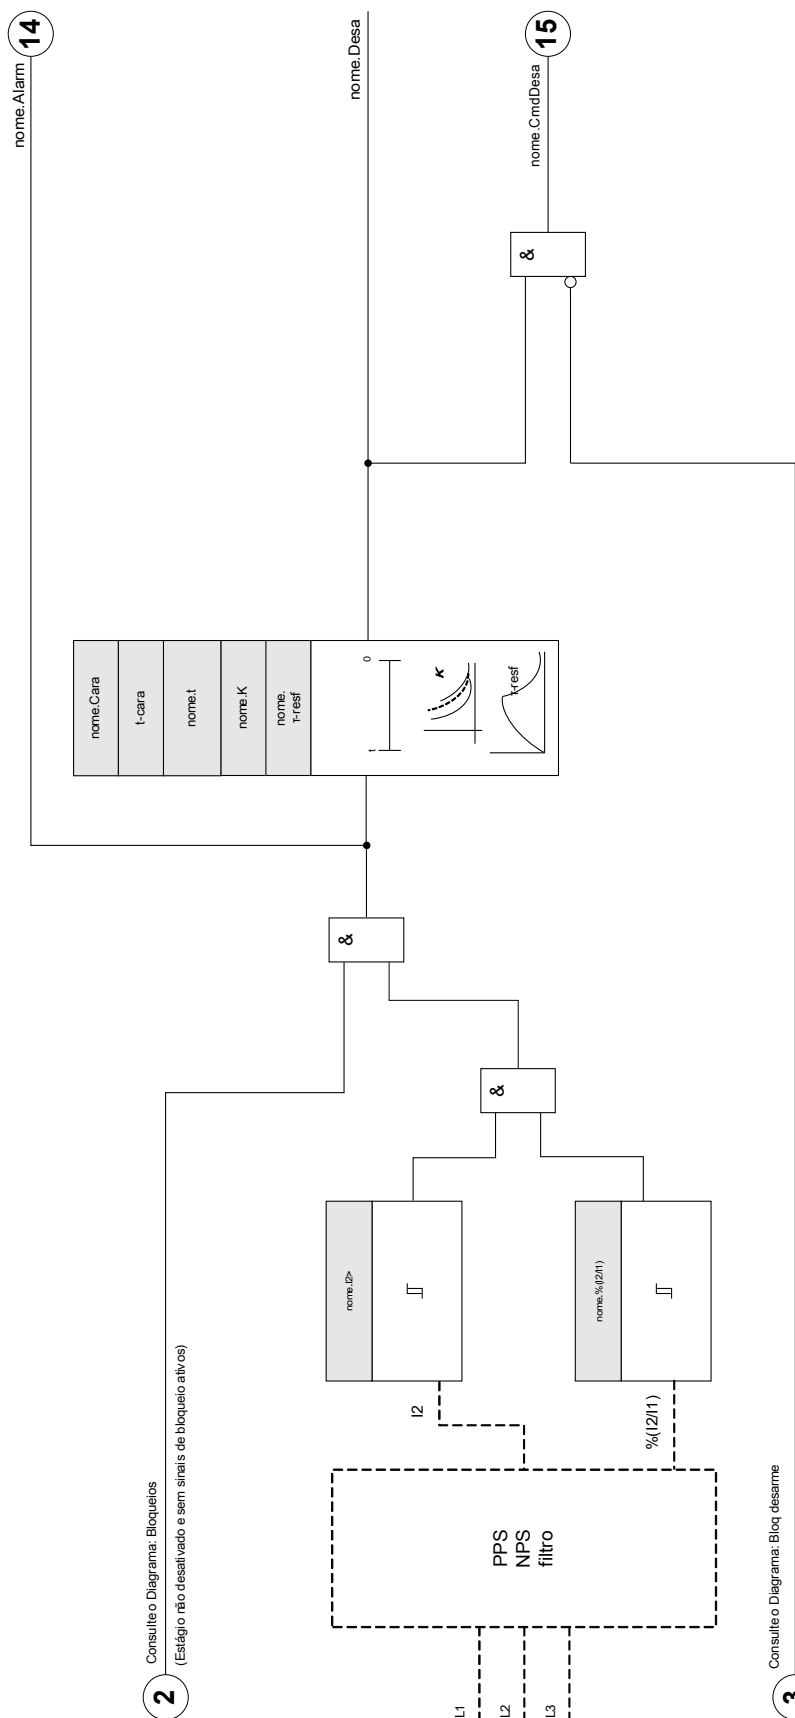 2
Consulte o Diagrama: Bloqueios
(Estágio não desativado e sem sinais de bloqueio ativos)
L1
L2
L3
PPS
NPS
filtro
I2
%(I2/I1)
nome.I2>
nome.%(I2/I1)
&
&
nome.Cara
t-cara
nome.t
nome.K
nome.
τ-resf
t
0
K
τ-resf
&
nome.Alarm
14
nome.Desa
nome.CmdDesa
15
3
Consulte o Diagrama: Bloq desarme